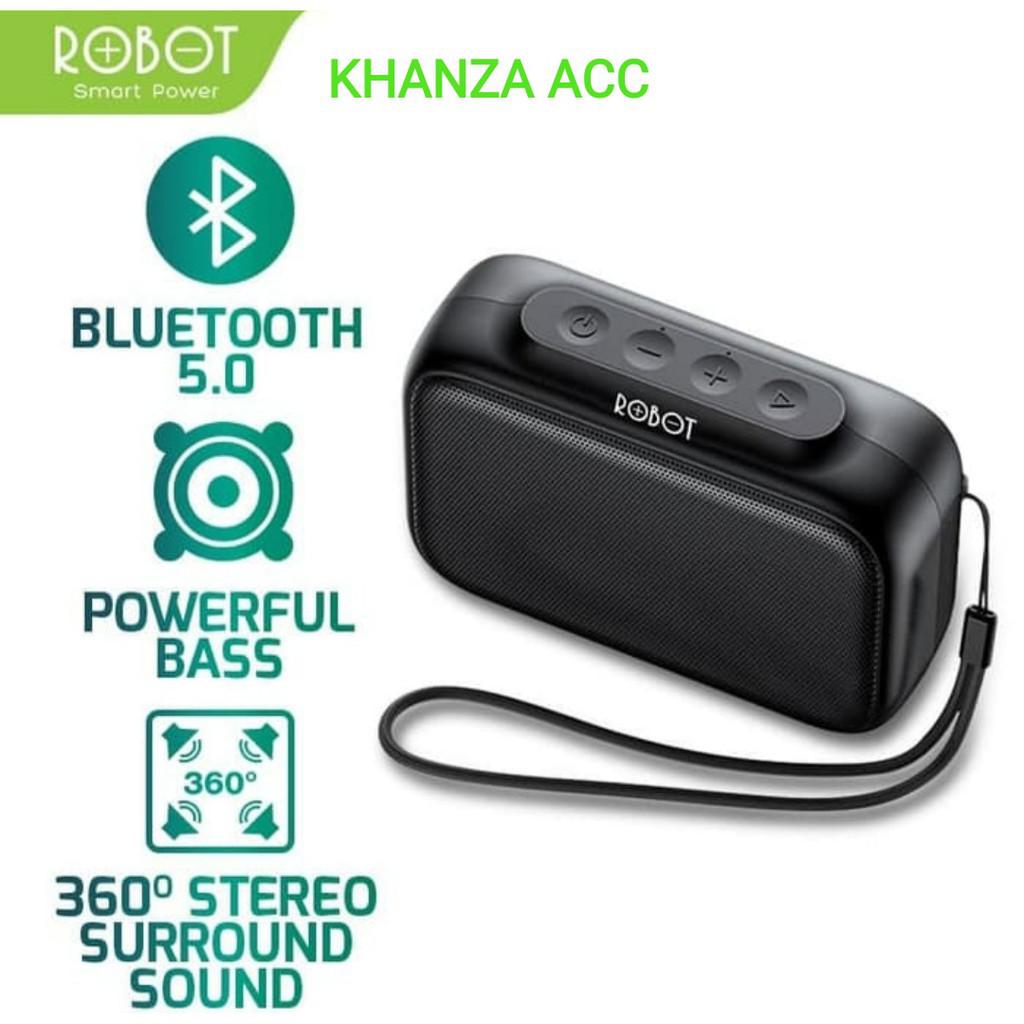 ROBOT
Smart Power
KHANZA ACC
BLUETOOTH
5.0
POWERFUL
BASS
360°
360° STEREO
SURROUND
SOUND
ROBOT